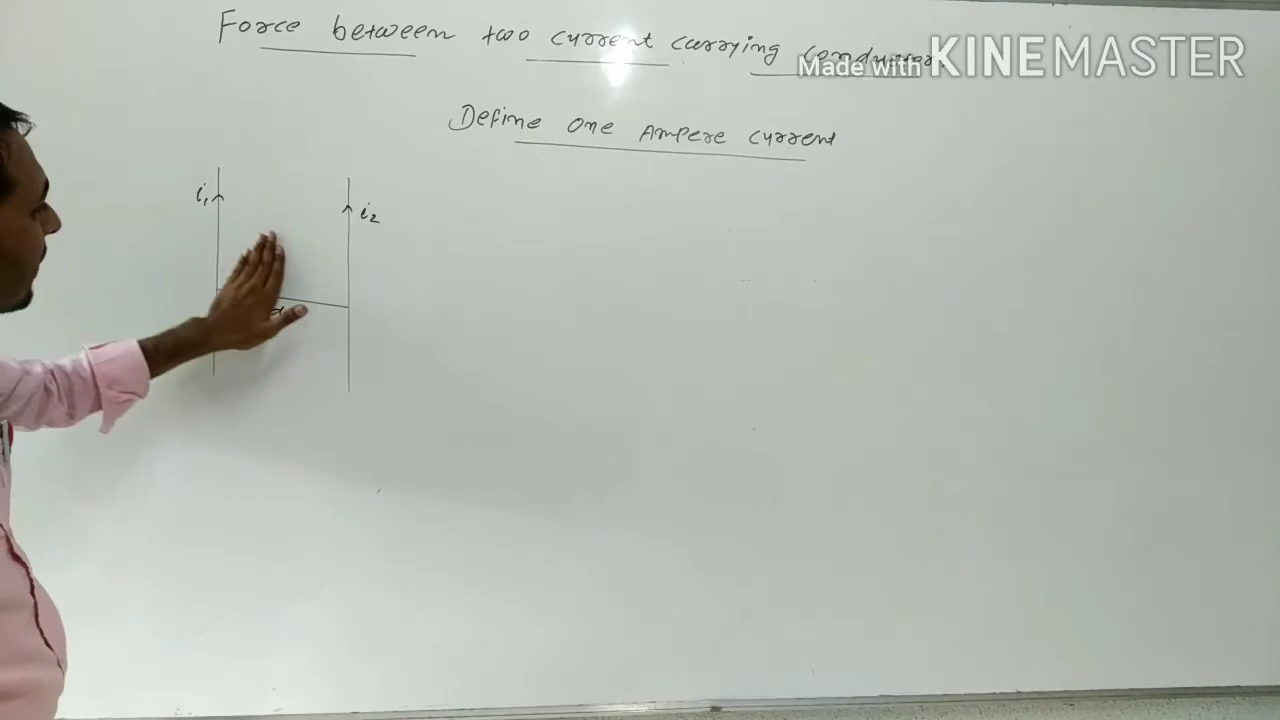 Force between two current carrying
Made with KINEMASTER
Define one Ampere current
i₁
i₂